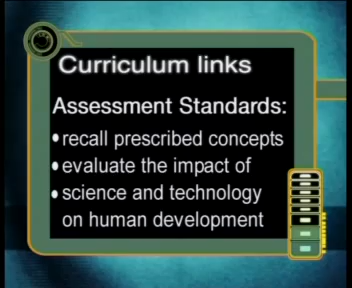 Curriculum links
Assessment Standards:
• recall prescribed concepts
• evaluate the impact of
• science and technology
on human development